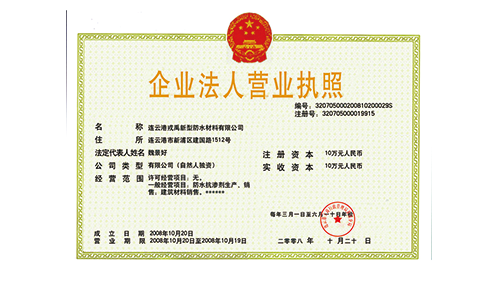 企业法人营业执照
编号：320705000200810200029S
注册号：320705000019915
名称 连云港戎禹新型防水材料有限公司
住所 连云港市新浦区建国路1512号
法定代表人姓名 魏景好
注册资本 10万元人民币
公司类型 有限公司（自然人独资）
实收资本 10万元人民币
经营范围 许可经营项目：无。
一般经营项目：防水抗渗剂生产、销
售；建筑材料销售。******
每年三月一日至六月三十日年检
成立日期 2008年10月20日
营业期限 2008年10月20日至2008年10月19日
二〇〇八年 十月二十日